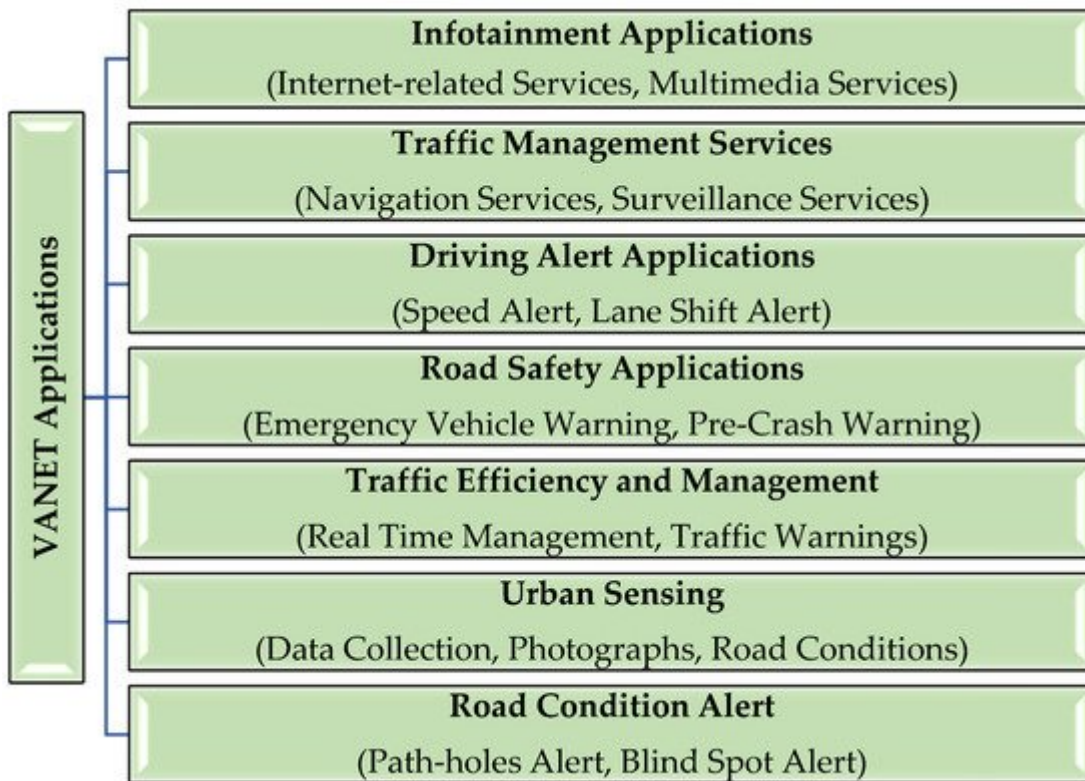 VANET Applications
Infotainment Applications
(Internet-related Services, Multimedia Services)
Traffic Management Services
(Navigation Services, Surveillance Services)
Driving Alert Applications
(Speed Alert, Lane Shift Alert)
Road Safety Applications
(Emergency Vehicle Warning, Pre-Crash Warning)
Traffic Efficiency and Management
(Real Time Management, Traffic Warnings)
Urban Sensing
(Data Collection, Photographs, Road Conditions)
Road Condition Alert
(Path-holes Alert, Blind Spot Alert)